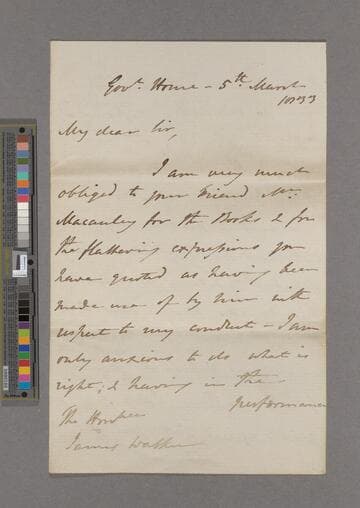 Govt. House - 5th March
1833
My dear Sir,
I am very much
obliged to your friend Mr.
Macauley for the Books & for
the flattering expressions you
have quoted as having been
made use of by him with
respect to my conduct - I am
only anxious to do what is
right; & having in the
performance
The Honble
James Walker